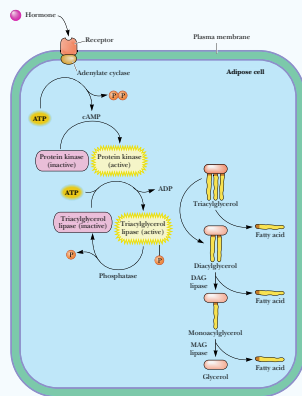 Hormone
Receptor
Plasma membrane
Adenylate cyclase
Adipose cell
P P
ATP
cAMP
Protein kinase
(inactive)
Protein kinase
(active)
ATP
ADP
Triacylglycerol
lipase (inactive)
Triacylglycerol
lipase (active)
P
P
Phosphatase
Triacylglycerol
Fatty acid
Diacylglycerol
DAG
lipase
Fatty acid
Monoacylglycerol
MAG
lipase
Fatty acid
Glycerol